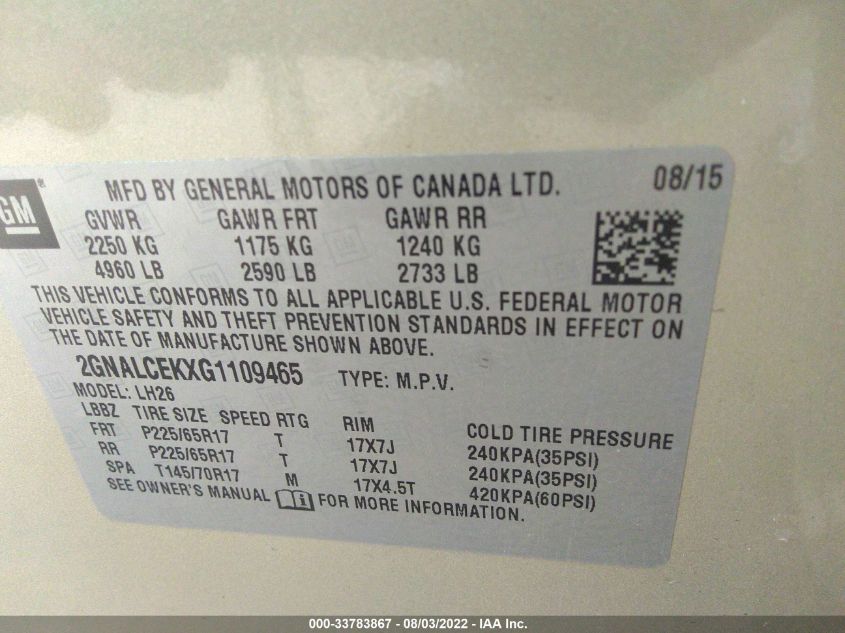 GM®
MFD BY GENERAL MOTORS OF CANADA LTD. 08/15
GVWR GAWR FRT GAWR RR
2250 KG 1175 KG 1240 KG
4960 LB 2590 LB 2733 LB
THIS VEHICLE CONFORMS TO ALL APPLICABLE U.S. FEDERAL MOTOR
VEHICLE SAFETY AND THEFT PREVENTION STANDARDS IN EFFECT ON
THE DATE OF MANUFACTURE SHOWN ABOVE.
2GNALCEKXG1109465 TYPE: M.P.V.
MODEL: LH26
LBBZ TIRE SIZE SPEED RTG RIM COLD TIRE PRESSURE
FRT P225/65R17 T 17X7J 240KPA(35PSI)
RR P225/65R17 T 17X7J 240KPA(35PSI)
SPA T145/70R17 M 17X4.5T 420KPA(60PSI)
SEE OWNER'S MANUAL FOR MORE INFORMATION.
000-33783867 - 08/03/2022 - IAA Inc.